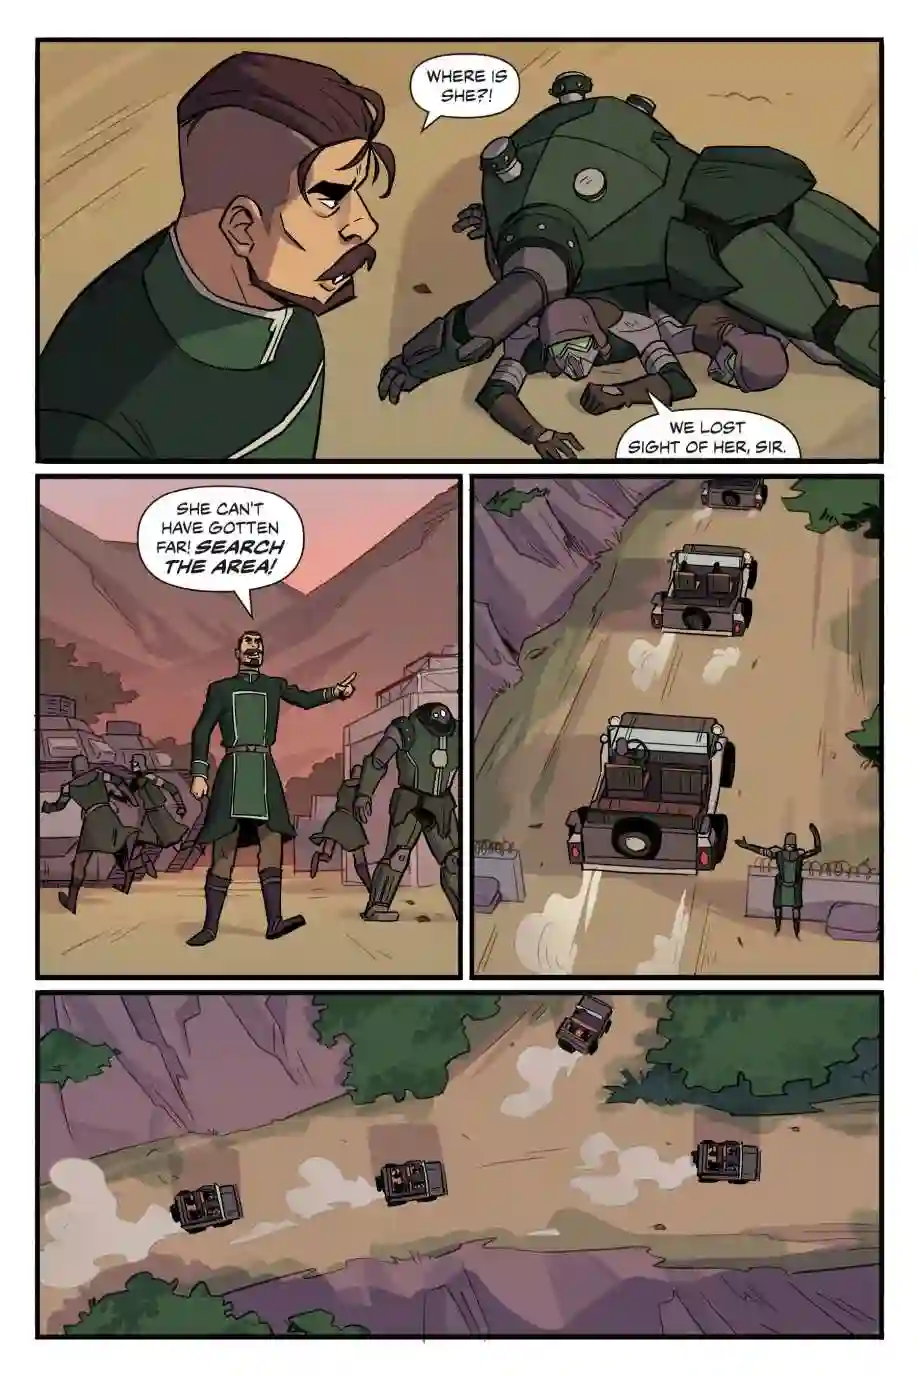 WHERE IS
SHE?!
WE LOST
SIGHT OF HER, SIR.
SHE CAN'T
HAVE GOTTEN
FAR! SEARCH
THE AREA!